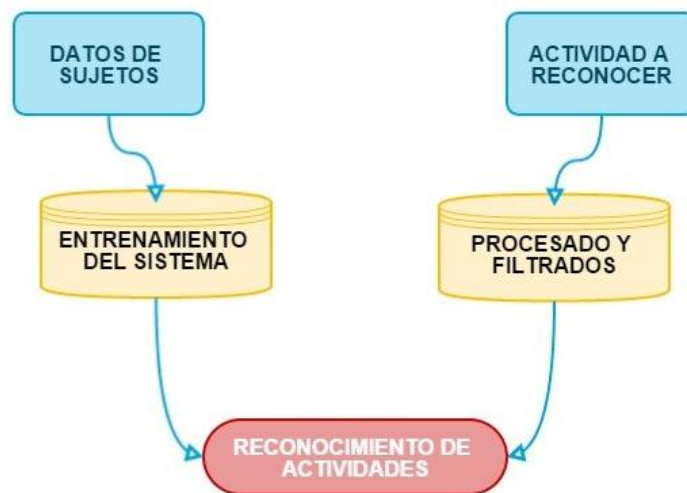 DATOS DE
SUJETOS
ACTIVIDAD A
RECONOCER
ENTRENAMIENTO
DEL SISTEMA
PROCESADO Y
FILTRADOS
RECONOCIMIENTO DE
ACTIVIDADES